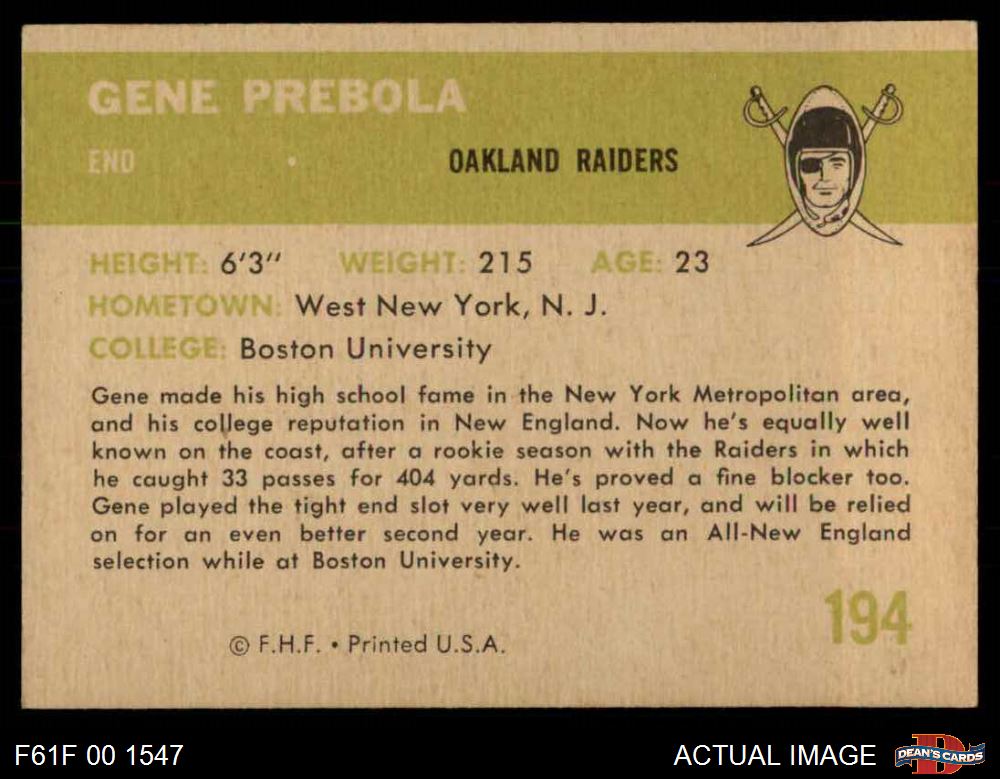 GENE PREBOLA
END • OAKLAND RAIDERS
HEIGHT: 6'3" WEIGHT: 215 AGE: 23
HOMETOWN: West New York, N. J.
COLLEGE: Boston University
Gene made his high school fame in the New York Metropolitan area,
and his college reputation in New England. Now he's equally well
known on the coast, after a rookie season with the Raiders in which
he caught 33 passes for 404 yards. He's proved a fine blocker too.
Gene played the tight end slot very well last year, and will be relied
on for an even better second year. He was an All-New England
selection while at Boston University.
194
© F.H.F. • Printed U.S.A.
F61F 00 1547 ACTUAL IMAGE D DEAN'S CARDS